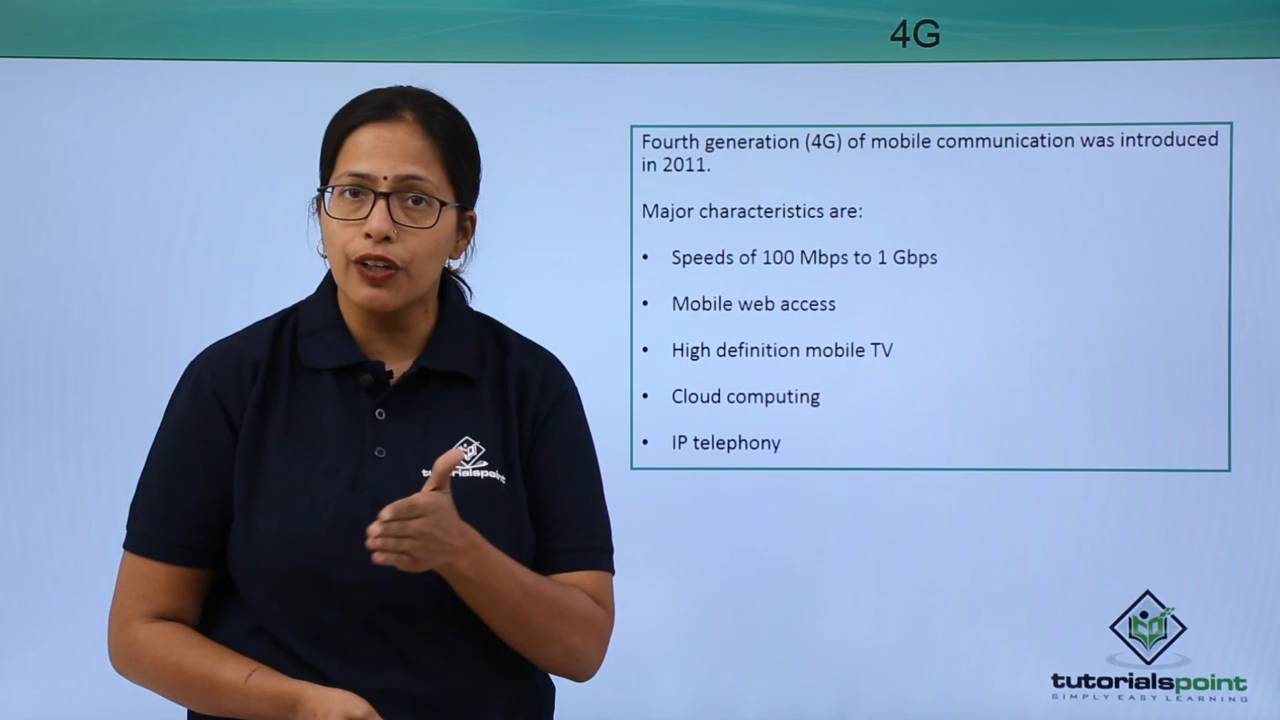 4G
Fourth generation (4G) of mobile communication was introduced
in 2011.
Major characteristics are:
• Speeds of 100 Mbps to 1 Gbps
• Mobile web access
• High definition mobile TV
• Cloud computing
• IP telephony
tutorialspoint
tutorialspoint
SIMPLY EASY LEARNING